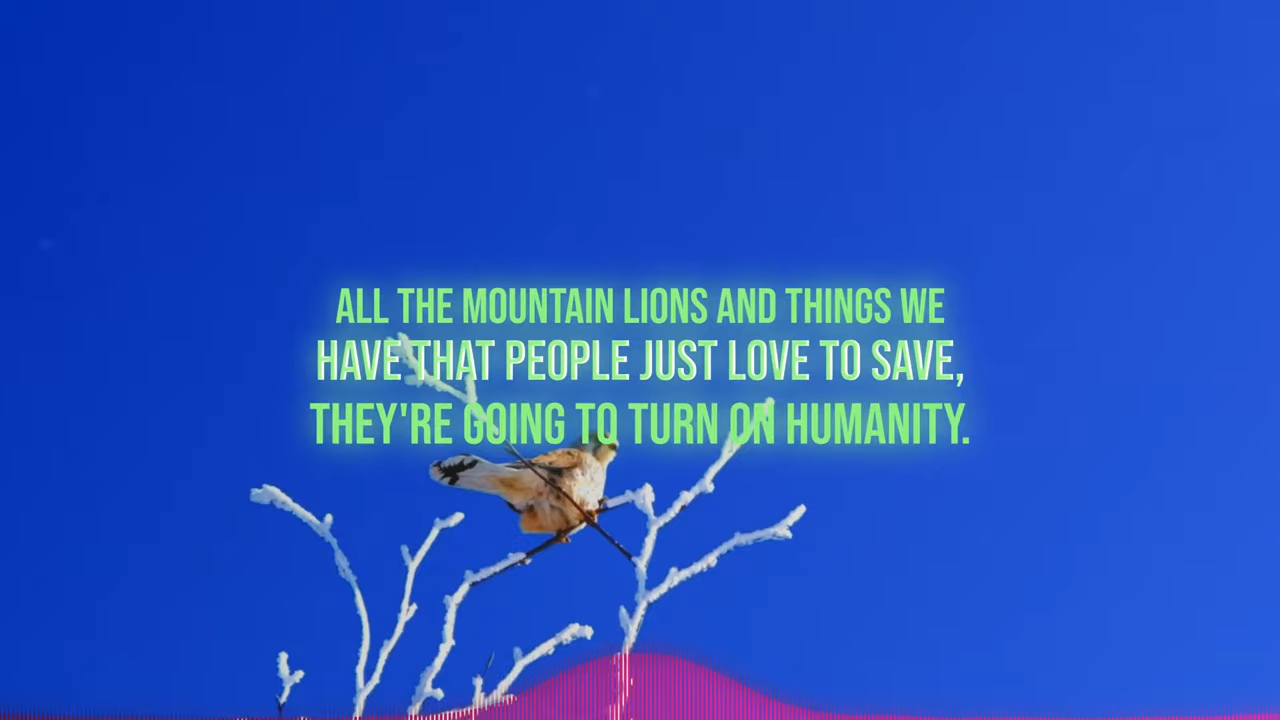 ALL THE MOUNTAIN LIONS AND THINGS WE
HAVE THAT PEOPLE JUST LOVE TO SAVE,
THEY'RE GOING TO TURN ON HUMANITY.